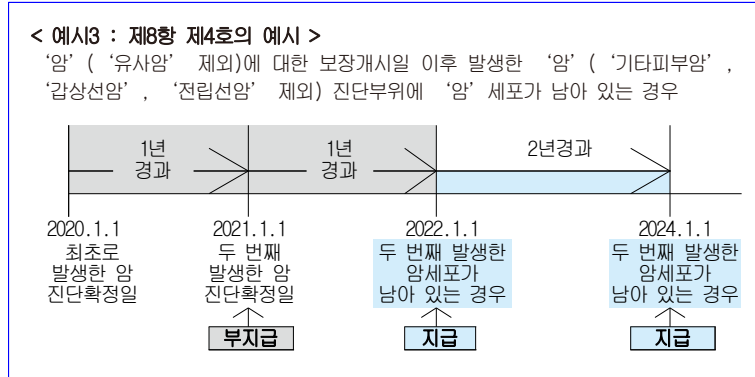 < 예시3 : 제8항 제4호의 예시 >
‘암’ ( ‘유사암’ 제외)에 대한 보장개시일 이후 발생한 ‘암’ ( ‘기타피부암’ ,
‘갑상선암’ , ‘전립선암’ 제외) 진단부위에 ‘암’ 세포가 남아 있는 경우
1년 1년 2년경과
경과 경과
2020.1.1 2021.1.1 2022.1.1 2024.1.1
최초로 두 번째 두 번째 발생한 두 번째 발생한
발생한 암 발생한 암 암세포가 암세포가
진단확정일 진단확정일 남아 있는 경우 남아 있는 경우
부지급 지급 지급